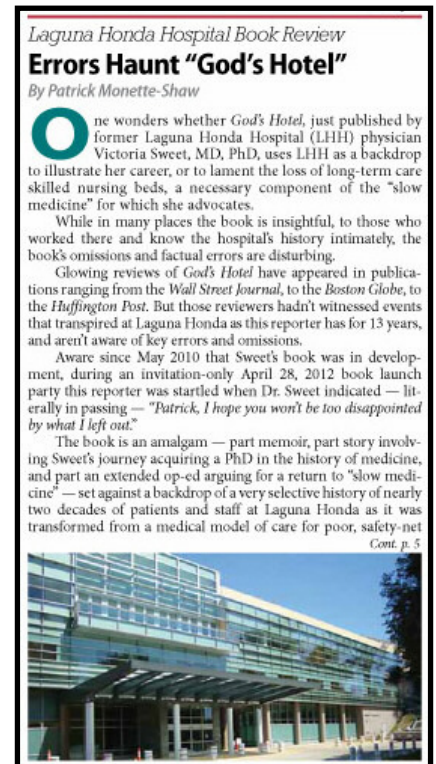 Laguna Honda Hospital Book Review
Errors Haunt “God’s Hotel”
By Patrick Monette-Shaw
One wonders whether God’s Hotel, just published by
former Laguna Honda Hospital (LHH) physician
Victoria Sweet, MD, PhD, uses LHH as a backdrop
to illustrate her career, or to lament the loss of long-term care
skilled nursing beds, a necessary component of the “slow
medicine” for which she advocates.
While in many places the book is insightful, to those who
worked there and know the hospital’s history intimately, the
book’s omissions and factual errors are disturbing.
Glowing reviews of God’s Hotel have appeared in publica-
tions ranging from the Wall Street Journal, to the Boston Globe, to
the Huffington Post. But those reviewers hadn’t witnessed events
that transpired at Laguna Honda as this reporter has for 13 years,
and aren’t aware of key errors and omissions.
Aware since May 2010 that Sweet’s book was in develop-
ment, during an invitation-only April 28, 2012 book launch
party this reporter was startled when Dr. Sweet indicated — lit-
erally in passing — “Patrick, I hope you won’t be too disappointed
by what I left out.”
The book is an amalgam — part memoir, part story involv-
ing Sweet’s journey acquiring a PhD in the history of medicine,
and part an extended op-ed arguing for a return to “slow medi-
cine” — set against a backdrop of a very selective history of nearly
two decades of patients and staff at Laguna Honda as it was
transformed from a medical model of care for poor, safety-net
Cont. p. 5